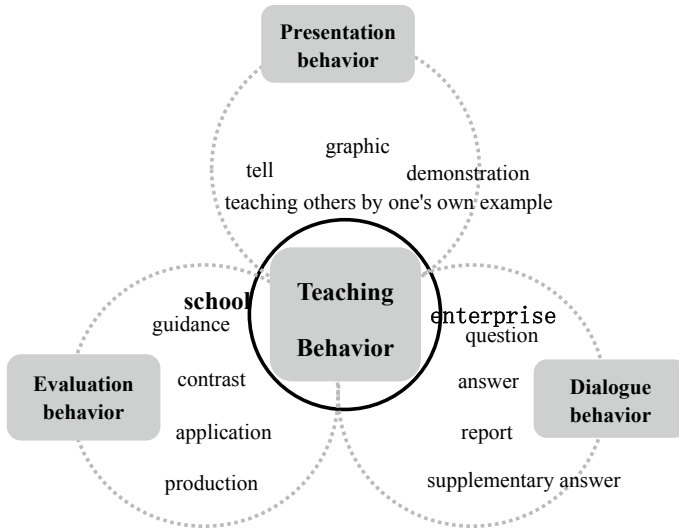 Presentation
behavior
graphic
tell
demonstration
teaching others by one's own example
Teaching
Behavior
school
guidance
contrast
application
production
Evaluation
behavior
enterprise
question
answer
report
supplementary answer
Dialogue
behavior